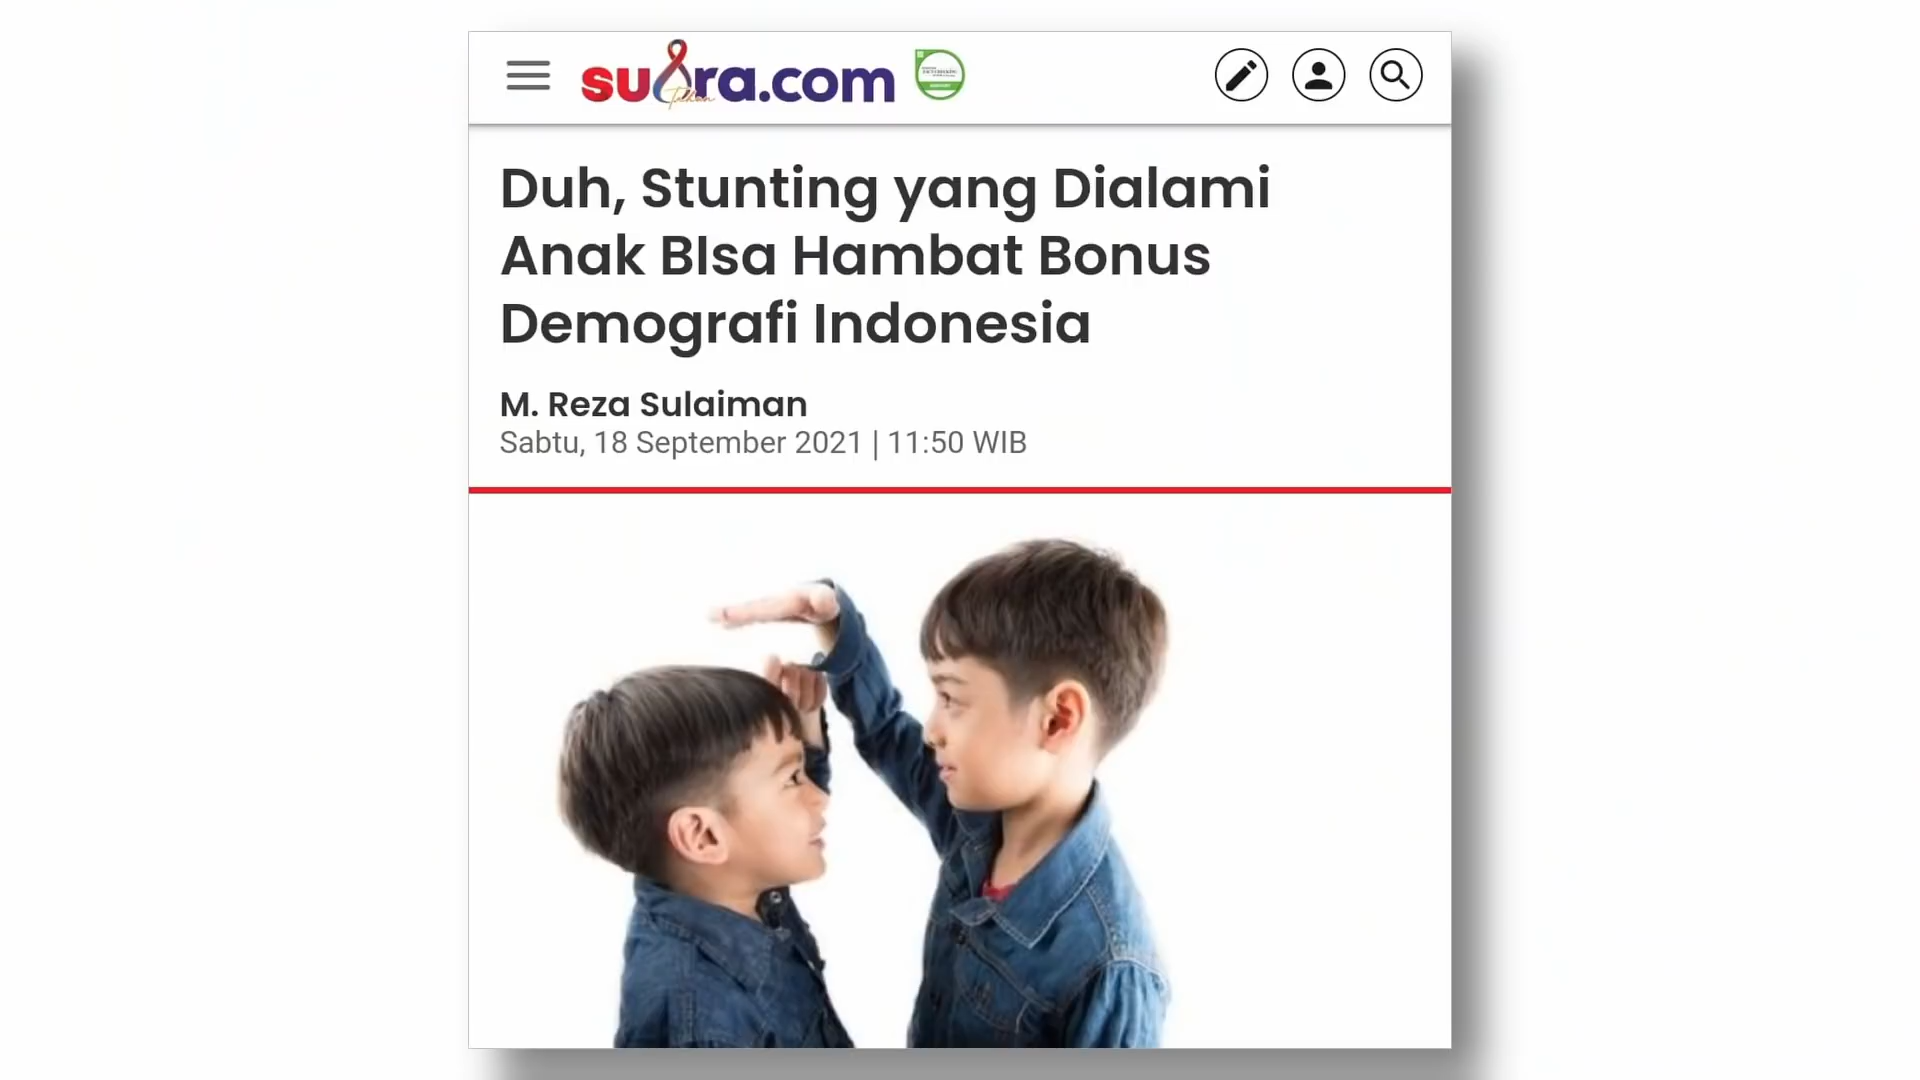 suara.com
Duh, Stunting yang Dialami
Anak BIsa Hambat Bonus
Demografi Indonesia
M. Reza Sulaiman
Sabtu, 18 September 2021 | 11:50 WIB